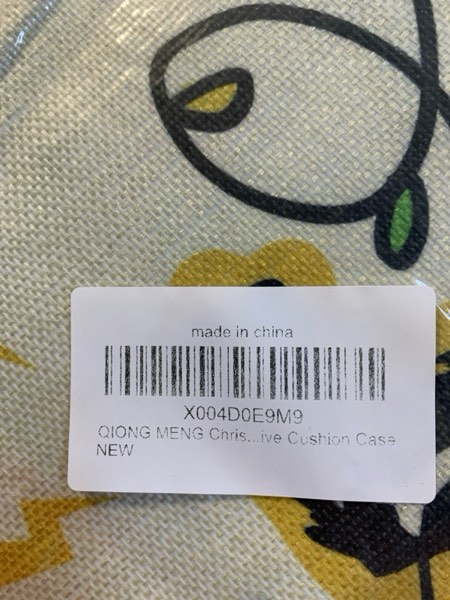 made in china
X004D0E9M9
QIONG MENG Chris...ive Cushion Case
NEW